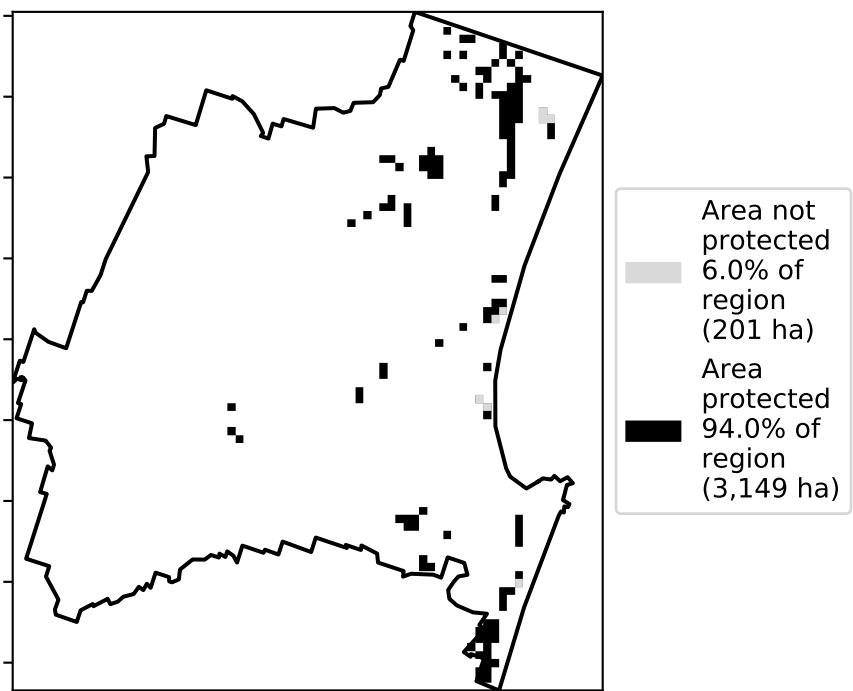 Area not
protected
6.0% of
region
(201 ha)
Area
protected
94.0% of
region
(3,149 ha)